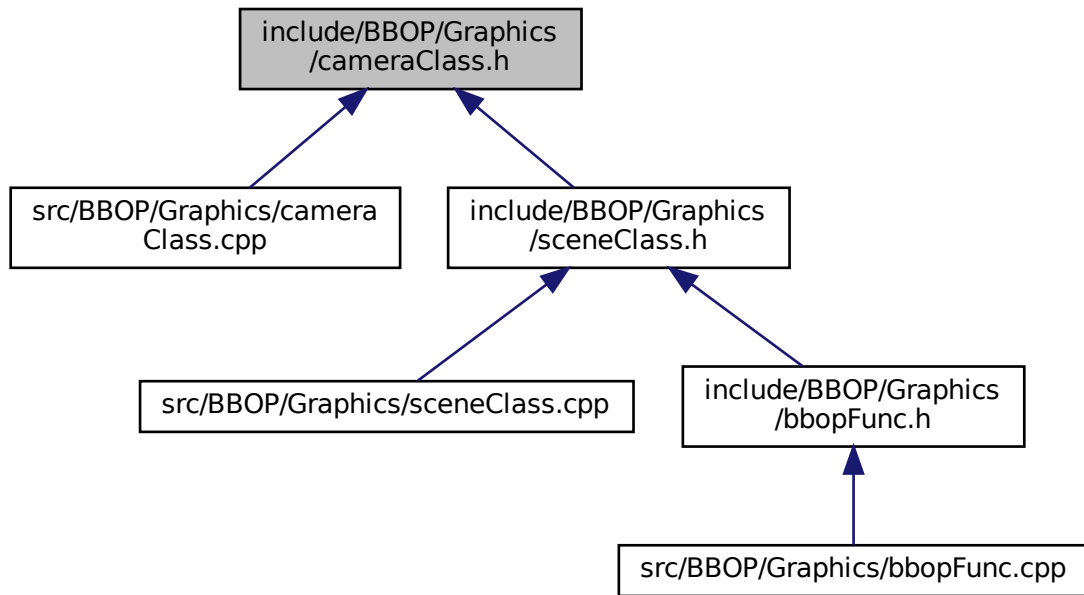 include/BBOP/Graphics
/cameraClass.h
src/BBOP/Graphics/camera
Class.cpp
include/BBOP/Graphics
/sceneClass.h
src/BBOP/Graphics/sceneClass.cpp
include/BBOP/Graphics
/bbopFunc.h
src/BBOP/Graphics/bbopFunc.cpp